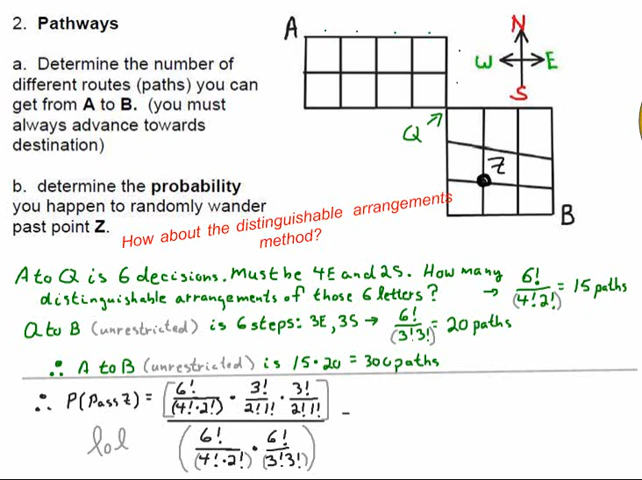 2. Pathways
a. Determine the number of
different routes (paths) you can
get from A to B. (you must
always advance towards
destination)
b. determine the probability
you happen to randomly wander
past point Z.
A
N
W
E
S
Q
Z
B
How about the distinguishable arrangements
method?
A to Q is 6 decisions. Must be 4E and 2S. How many
distinguishable arrangements of those 6 letters? → 6!/(4!2!) = 15 paths
Q to B (unrestricted) is 6 steps: 3E, 3S → 6!/(3!3!) = 20 paths
∴ A to B (unrestricted) is 15·20 = 300 paths
∴ P(Pass Z) = [6!/(4!·2!) · 3!/2!1! · 3!/2!1!] =
lol
(6!/(4!·2!) · 6!/(3!3!))